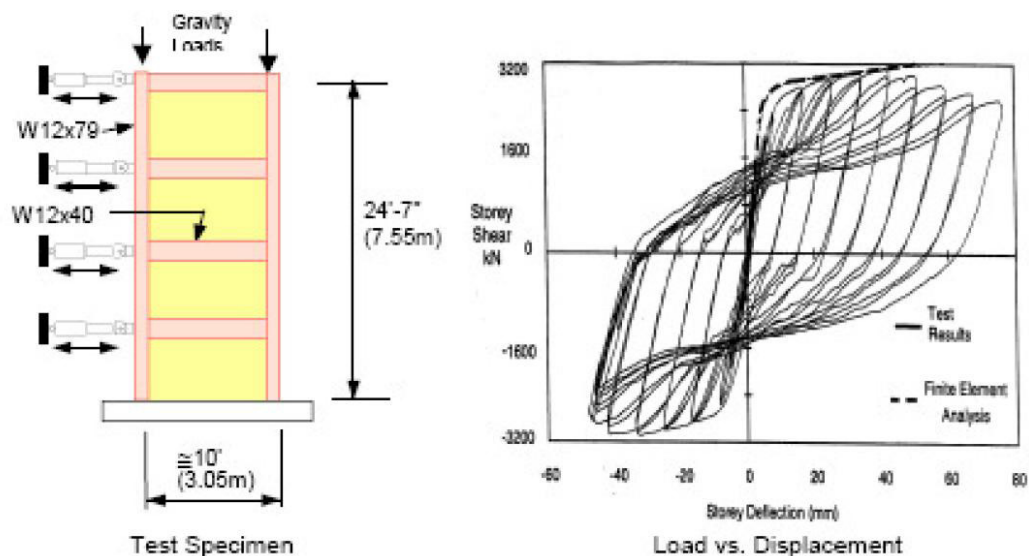 Gravity
Loads
W12x79
W12x40
24'-7"
(7.55m)
≅10'
(3.05m)
Test Specimen
3200
1600
Storey
Shear
kN
0
-1600
-3200
-60
-40
-20
0
20
40
60
80
Test
Results
Finite Element
Analysis
Storey Deflection (mm)
Load vs. Displacement